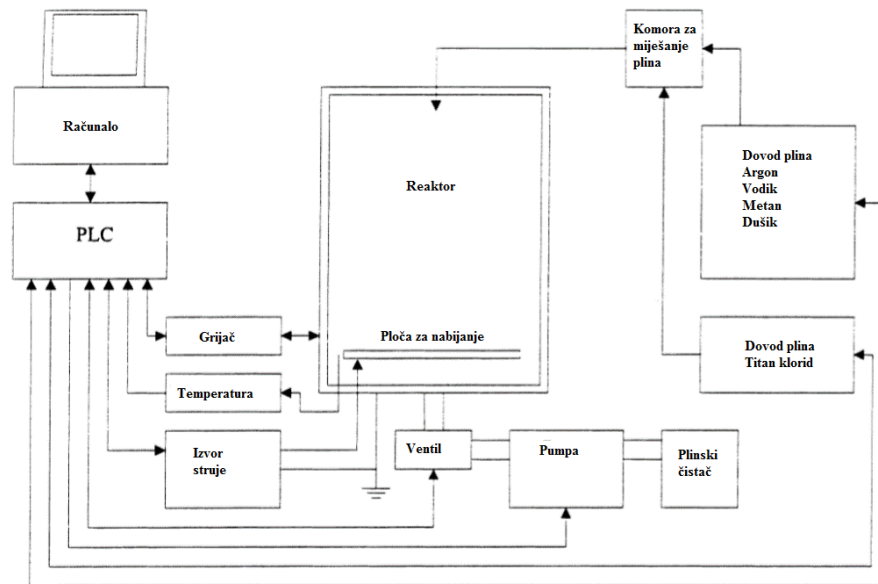 Komora za
miješanje
plina
Računalo
Reaktor
Dovod plina
Argon
Vodik
Metan
Dušik
PLC
Grijač
Ploča za nabijanje
Dovod plina
Titan klorid
Temperatura
Izvor
struje
Ventil
Pumpa
Plinski
čistač